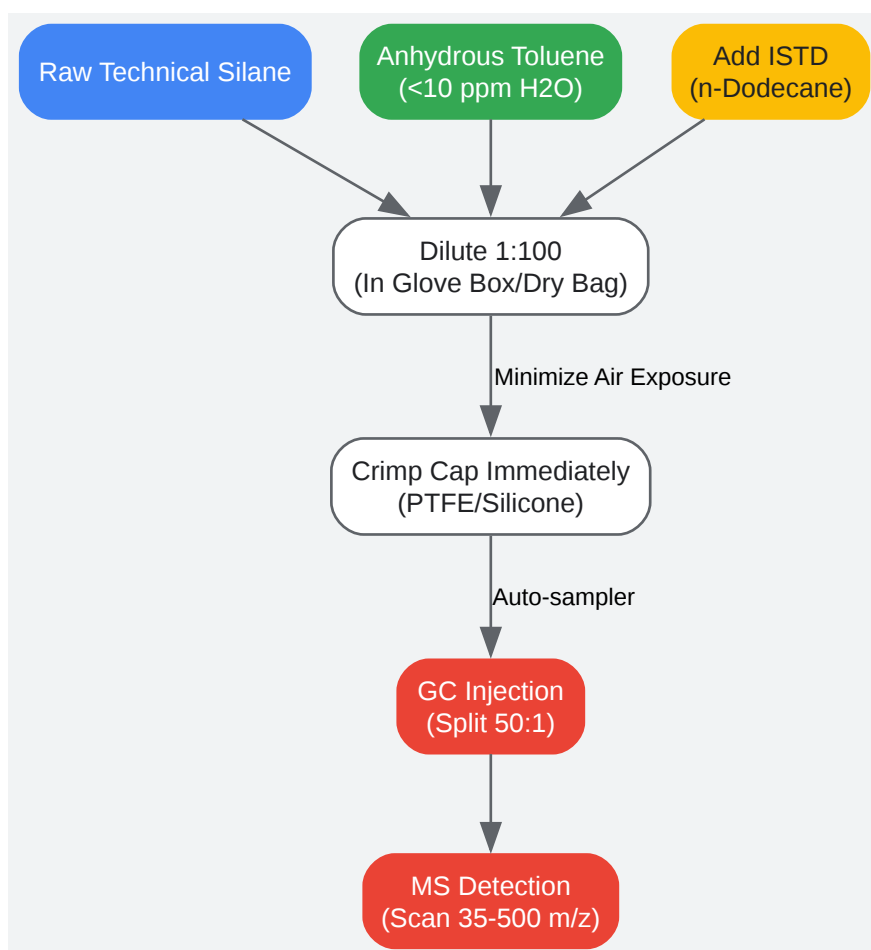 Raw Technical Silane
Anhydrous Toluene
(<10 ppm H2O)
Add ISTD
(n-Dodecane)
Dilute 1:100
(In Glove Box/Dry Bag)
Minimize Air Exposure
Crimp Cap Immediately
(PTFE/Silicone)
Auto-sampler
GC Injection
(Split 50:1)
MS Detection
(Scan 35-500 m/z)